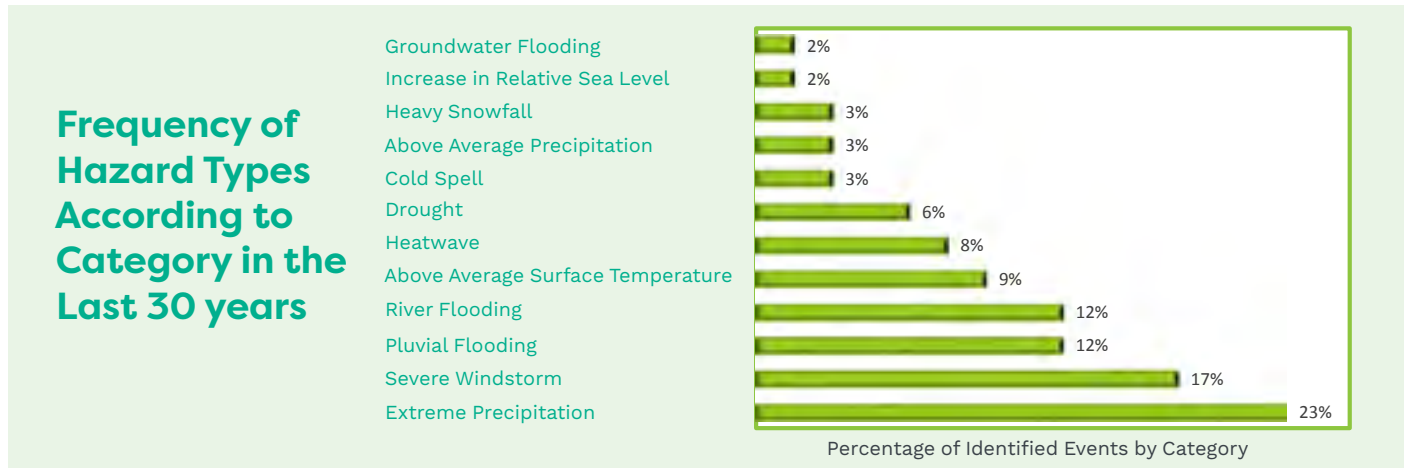 Frequency of
Hazard Types
According to
Category in the
Last 30 years
Groundwater Flooding 2%
Increase in Relative Sea Level 2%
Heavy Snowfall 3%
Above Average Precipitation 3%
Cold Spell 3%
Drought 6%
Heatwave 8%
Above Average Surface Temperature 9%
River Flooding 12%
Pluvial Flooding 12%
Severe Windstorm 17%
Extreme Precipitation 23%
Percentage of Identified Events by Category